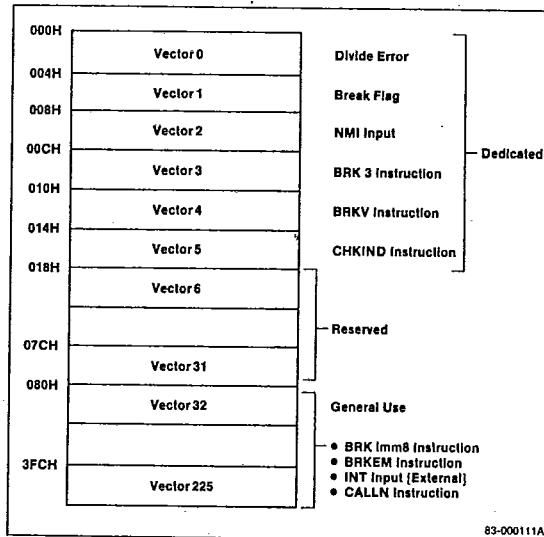 000H
Vector 0 Divide Error
004H
Vector 1 Break Flag
008H
Vector 2 NMI Input
00CH
Vector 3 BRK 3 Instruction
Dedicated
010H
Vector 4 BRKV Instruction
014H
Vector 5 CHKIND Instruction
018H
Vector 6
Reserved
07CH
Vector 31
080H
Vector 32 General Use
• BRK Imm8 Instruction
• BRKEM Instruction
3FCH
• INT Input {External}
Vector 225
• CALLN Instruction
83-000111A